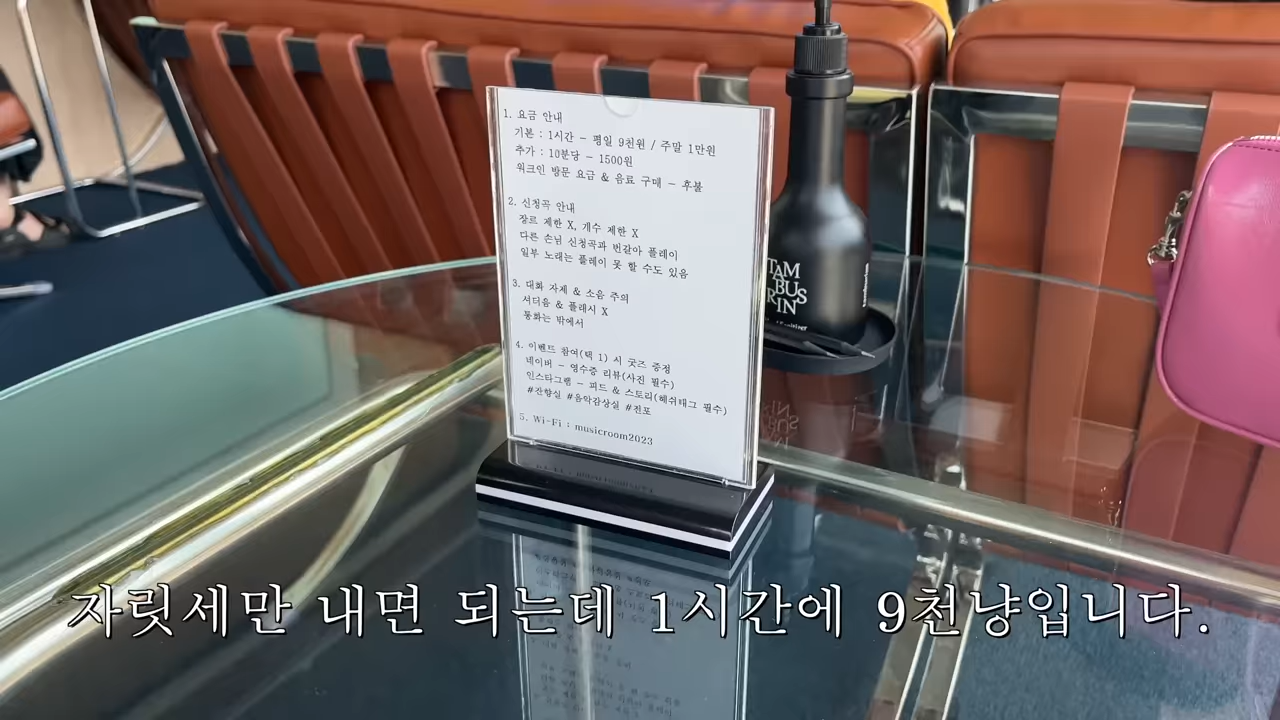 1. 요금 안내
기본 : 1시간 - 평일 9천원 / 주말 1만원
추가 : 10분당 - 1500원
워크인 방문 요금 & 음료 구매 - 후불
2. 신청곡 안내
장르 제한 X, 개수 제한 X
다른 손님 신청곡과 번갈아 플레이
일부 노래는 플레이 못 할 수도 있음
3. 대화 자제 & 소음 주의
셔터음 & 플래시 X
통화는 밖에서
4. 이벤트 참여(택 1) 시 굿즈 증정
네이버 - 영수증 리뷰(사진 필수)
인스타그램 - 피드 & 스토리(헤쉬태그 필수)
#잔향실 #음악감상실 #전포
5. Wi-Fi : musicroom2023
TAM
BUS
RIN
자릿세만 내면 되는데 1시간에 9천냥입니다.